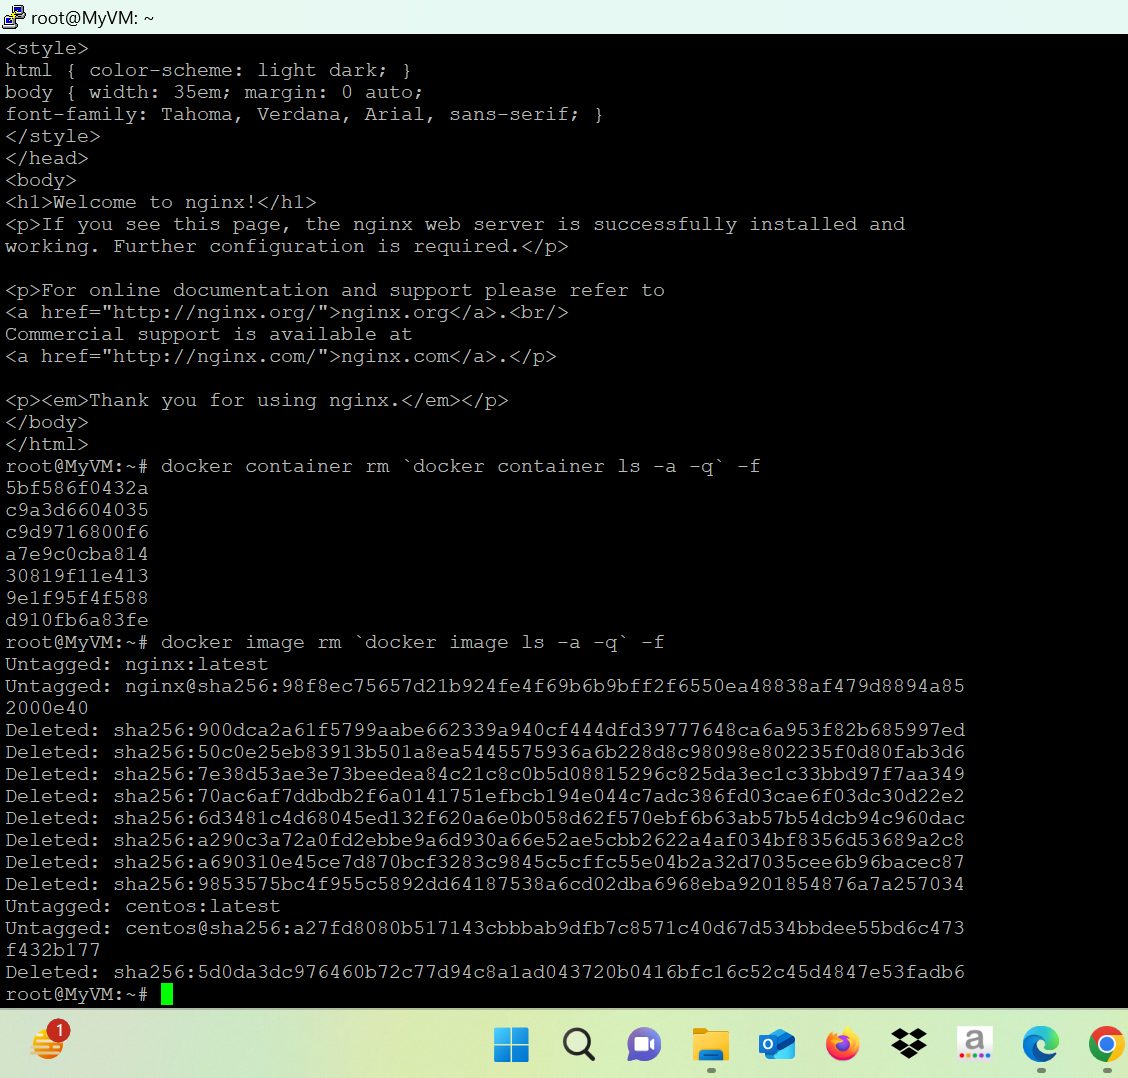 root@MyVM: ~
<style>
html { color-scheme: light dark; }
body { width: 35em; margin: 0 auto;
font-family: Tahoma, Verdana, Arial, sans-serif; }
</style>
</head>
<body>
<h1>Welcome to nginx!</h1>
<p>If you see this page, the nginx web server is successfully installed and
working. Further configuration is required.</p>
<p>For online documentation and support please refer to
<a href="http://nginx.org/">nginx.org</a>.<br/>
Commercial support is available at
<a href="http://nginx.com/">nginx.com</a>.</p>
<p><em>Thank you for using nginx.</em></p>
</body>
</html>
root@MyVM:~# docker container rm `docker container ls -a -q` -f
5bf586f0432a
c9a3d6604035
c9d9716800f6
a7e9c0cba814
30819f11e413
9e1f95f4f588
d910fb6a83fe
root@MyVM:~# docker image rm `docker image ls -a -q` -f
Untagged: nginx:latest
Untagged: nginx@sha256:98f8ec75657d21b924fe4f69b6b9bff2f6550ea48838af479d8894a85
2000e40
Deleted: sha256:900dca2a61f5799aabe662339a940cf444dfd39777648ca6a953f82b685997ed
Deleted: sha256:50c0e25eb83913b501a8ea5445575936a6b228d8c98098e802235f0d80fab3d6
Deleted: sha256:7e38d53ae3e73beedea84c21c8c0b5d08815296c825da3ec1c33bbd97f7aa349
Deleted: sha256:70ac6af7ddbdb2f6a0141751efbcb194e044c7adc386fd03cae6f03dc30d22e2
Deleted: sha256:6d3481c4d68045ed132f620a6e0b058d62f570ebf6b63ab57b54dcb94c960dac
Deleted: sha256:a290c3a72a0fd2ebbe9a6d930a66e52ae5cbb2622a4af034bf8356d53689a2c8
Deleted: sha256:a690310e45ce7d870bcf3283c9845c5cffc55e04b2a32d7035cee6b96bacec87
Deleted: sha256:9853575bc4f955c5892dd64187538a6cd02dba6968eba9201854876a7a257034
Untagged: centos:latest
Untagged: centos@sha256:a27fd8080b517143cbbbab9dfb7c8571c40d67d534bbdee55bd6c473
f432b177
Deleted: sha256:5d0da3dc976460b72c77d94c8a1ad043720b0416bfc16c52c45d4847e53fadb6
root@MyVM:~#
1
a